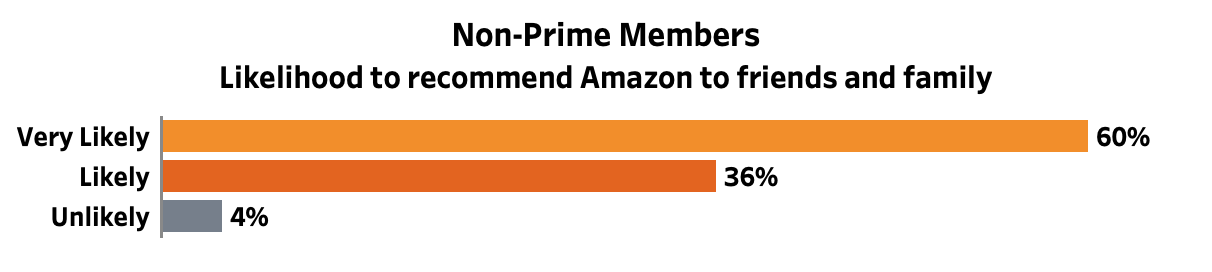 Non-Prime Members
Likelihood to recommend Amazon to friends and family
Very Likely 60%
Likely 36%
Unlikely 4%